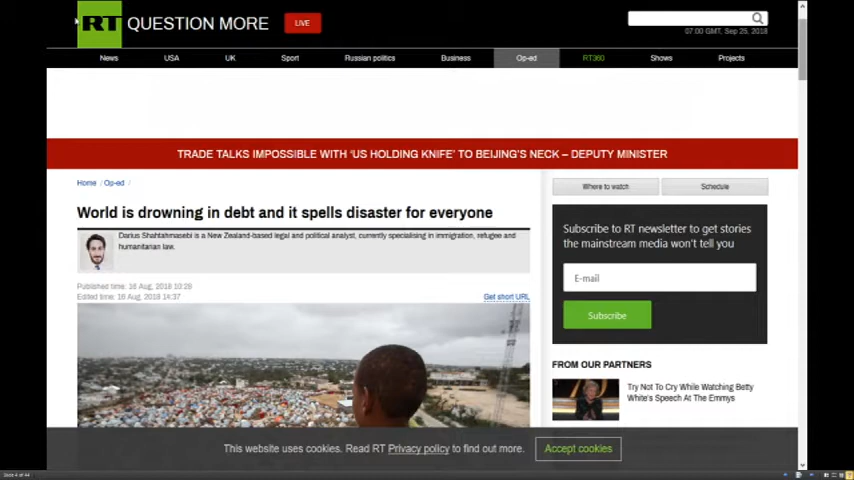 RT QUESTION MORE
LIVE
07:00 GMT, Sep 25, 2018
News
USA
UK
Sport
Russian politics
Business
Op-ed
RT360
Shows
Projects
TRADE TALKS IMPOSSIBLE WITH ‘US HOLDING KNIFE’ TO BEIJING’S NECK – DEPUTY MINISTER
Home / Op-ed /
World is drowning in debt and it spells disaster for everyone
Darius Shahtahmasebi is a New Zealand-based legal and political analyst, currently specialising in immigration, refugee and
humanitarian law.
Published time: 16 Aug, 2018 10:29
Edited time: 16 Aug, 2018 14:37
Get short URL
Where to watch
Schedule
Subscribe to RT newsletter to get stories
the mainstream media won't tell you
E-mail
Subscribe
FROM OUR PARTNERS
Try Not To Cry While Watching Betty
White's Speech At The Emmys
This website uses cookies. Read RT Privacy policy to find out more.
Accept cookies
Slide 4 of 44